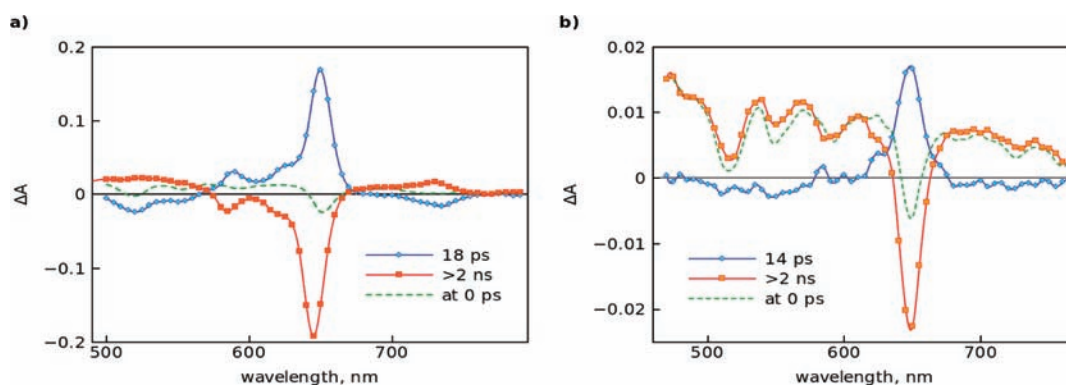 a)
0.2
0.1
0
−0.1
−0.2
ΔA
18 ps
>2 ns
at 0 ps
500
600
700
wavelength, nm
b)
0.02
0.01
0
−0.01
−0.02
ΔA
14 ps
>2 ns
at 0 ps
500
600
700
wavelength, nm